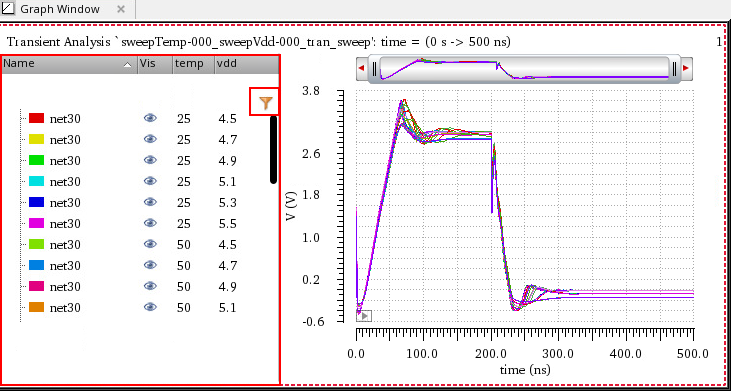 Graph Window
Transient Analysis `sweepTemp-000_sweepVdd-000_tran_sweep': time = (0 s -> 500 ns) 1
Name Vis temp vdd
net30 25 4.5
net30 25 4.7
net30 25 4.9
net30 25 5.1
net30 25 5.3
net30 25 5.5
net30 50 4.5
net30 50 4.7
net30 50 4.9
net30 50 5.1
V (V)
3.8
2.6
1.8
1.0
0.2
-0.6
0.0 100.0 200.0 300.0 400.0 500.0
time (ns)